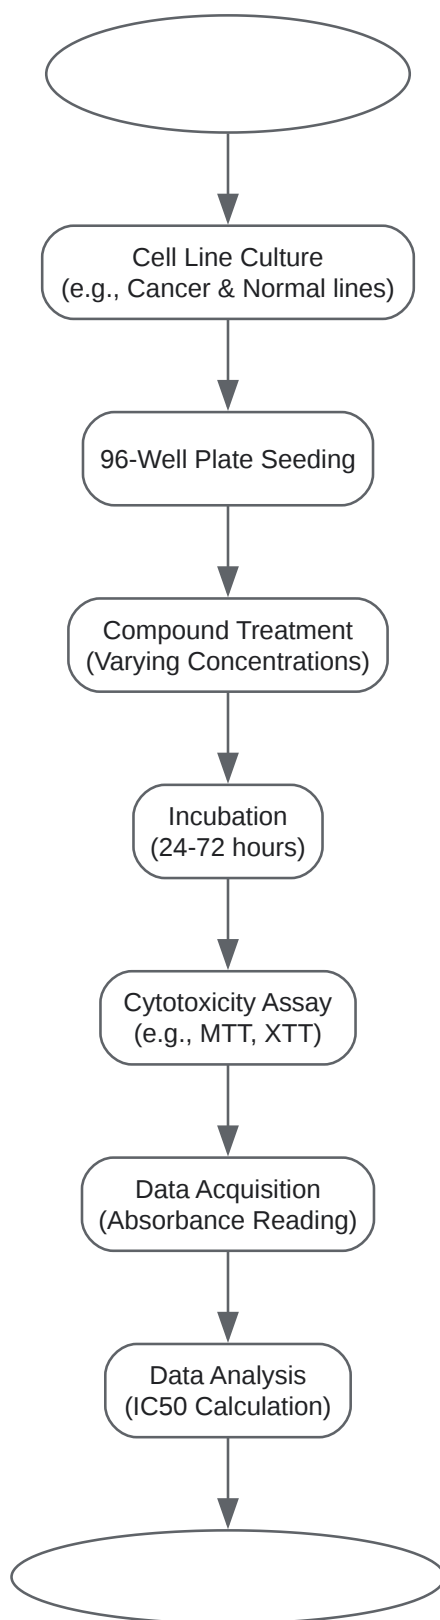 Cell Line Culture
(e.g., Cancer & Normal lines)
96-Well Plate Seeding
Compound Treatment
(Varying Concentrations)
Incubation
(24-72 hours)
Cytotoxicity Assay
(e.g., MTT, XTT)
Data Acquisition
(Absorbance Reading)
Data Analysis
(IC50 Calculation)